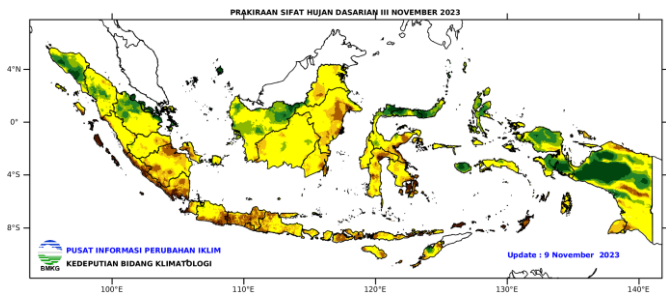 PRAKIRAAN SIFAT HUJAN DASARIAN III NOVEMBER 2023
4°N
0°
4°S
8°S
PUSAT INFORMASI PERUBAHAN IKLIM
KEDEPUTIAN BIDANG KLIMATOLOGI
BMKG
Update : 9 November 2023
100°E 110°E 120°E 130°E 140°E